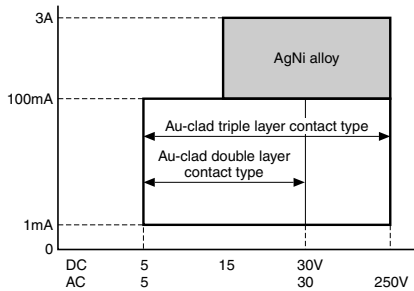 3A
AgNi alloy
100mA
Au-clad triple layer contact type
Au-clad double layer
contact type
1mA
0
DC 5 15 30V
AC 5 30 250V